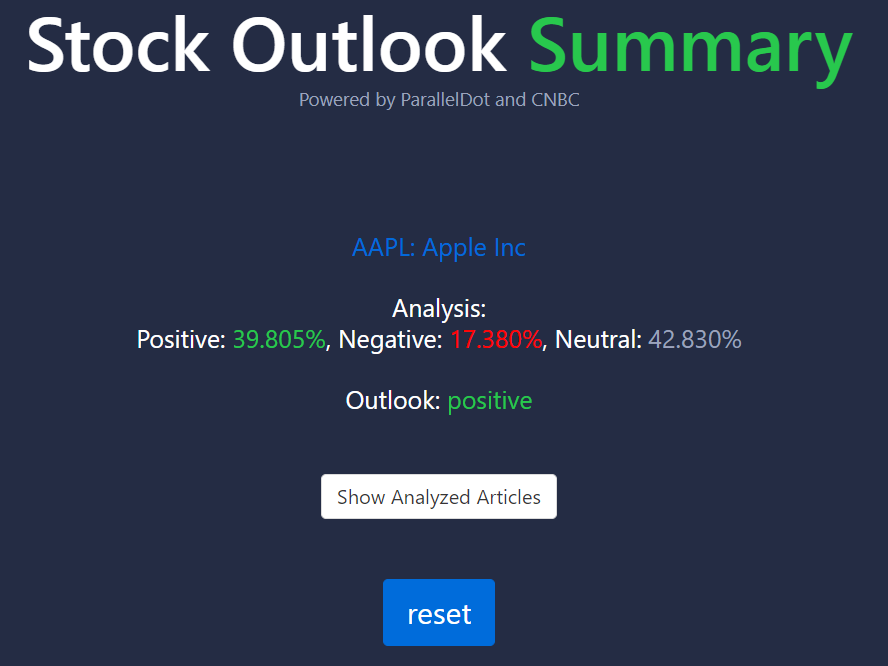 Stock Outlook Summary
Powered by ParallelDot and CNBC
AAPL: Apple Inc
Analysis:
Positive: 39.805%, Negative: 17.380%, Neutral: 42.830%
Outlook: positive
Show Analyzed Articles
reset